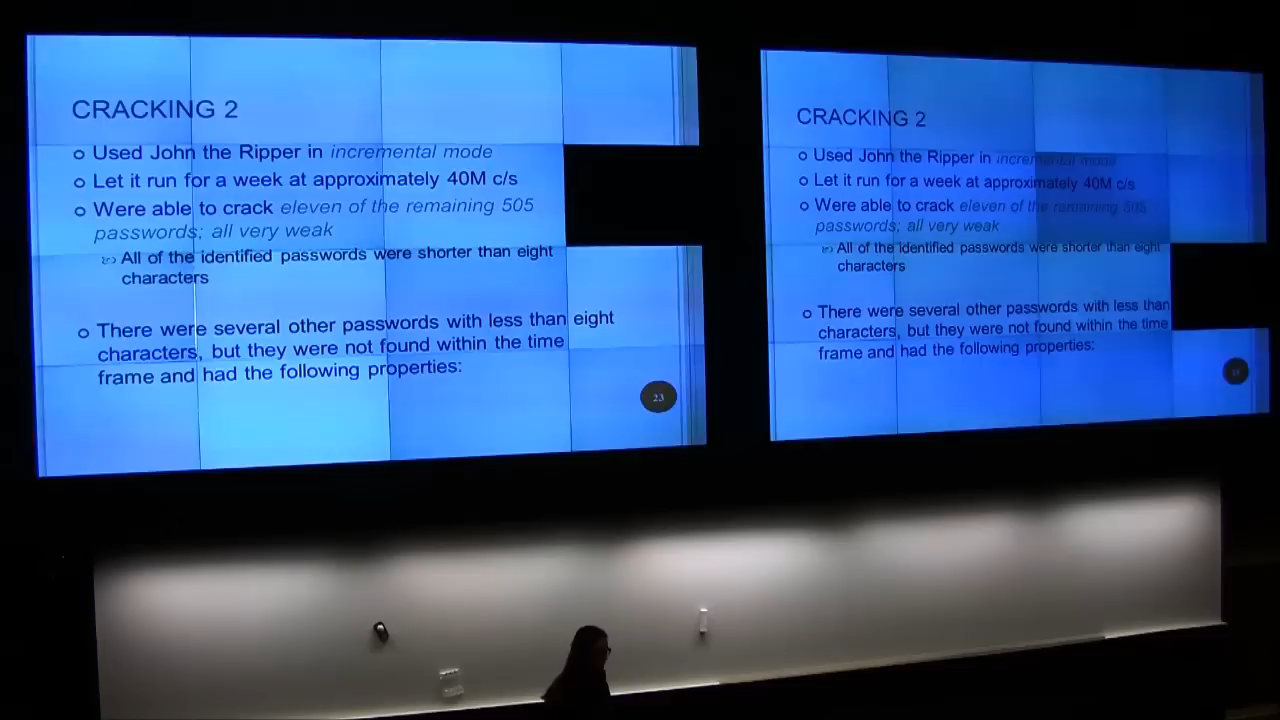 CRACKING 2
Used John the Ripper in incremental mode
Let it run for a week at approximately 40M c/s
Were able to crack eleven of the remaining 505
passwords; all very weak
All of the identified passwords were shorter than eight
characters
There were several other passwords with less than eight
characters, but they were not found within the time
frame and had the following properties:
23
CRACKING 2
Used John the Ripper in incremental mode
Let it run for a week at approximately 40M c/s
Were able to crack eleven of the remaining 505
passwords; all very weak
All of the identified passwords were shorter than eight
characters
There were several other passwords with less than
characters, but they were not found within the time
frame and had the following properties: